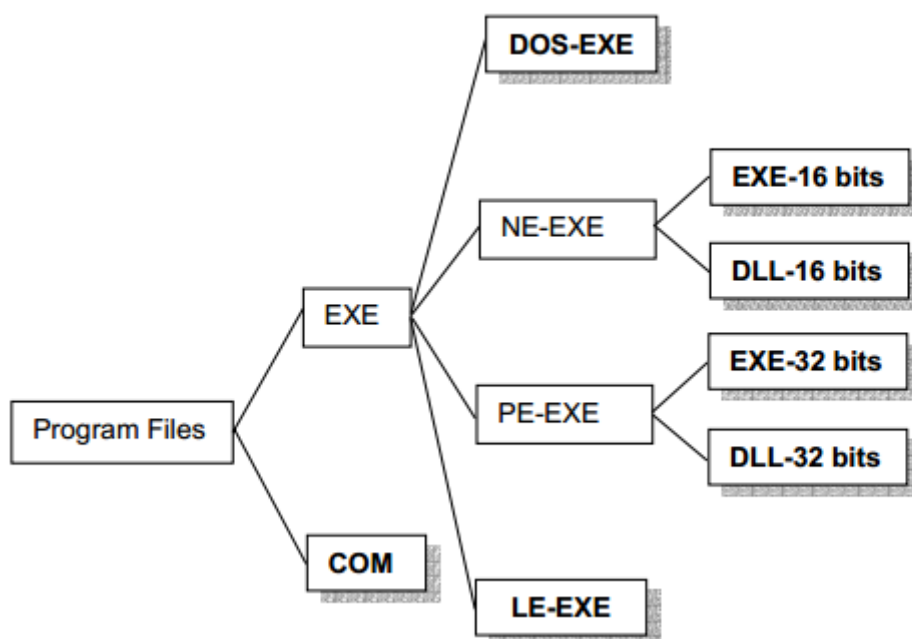 DOS-EXE
EXE-16 bits
NE-EXE
DLL-16 bits
EXE
EXE-32 bits
PE-EXE
Program Files
DLL-32 bits
COM
LE-EXE